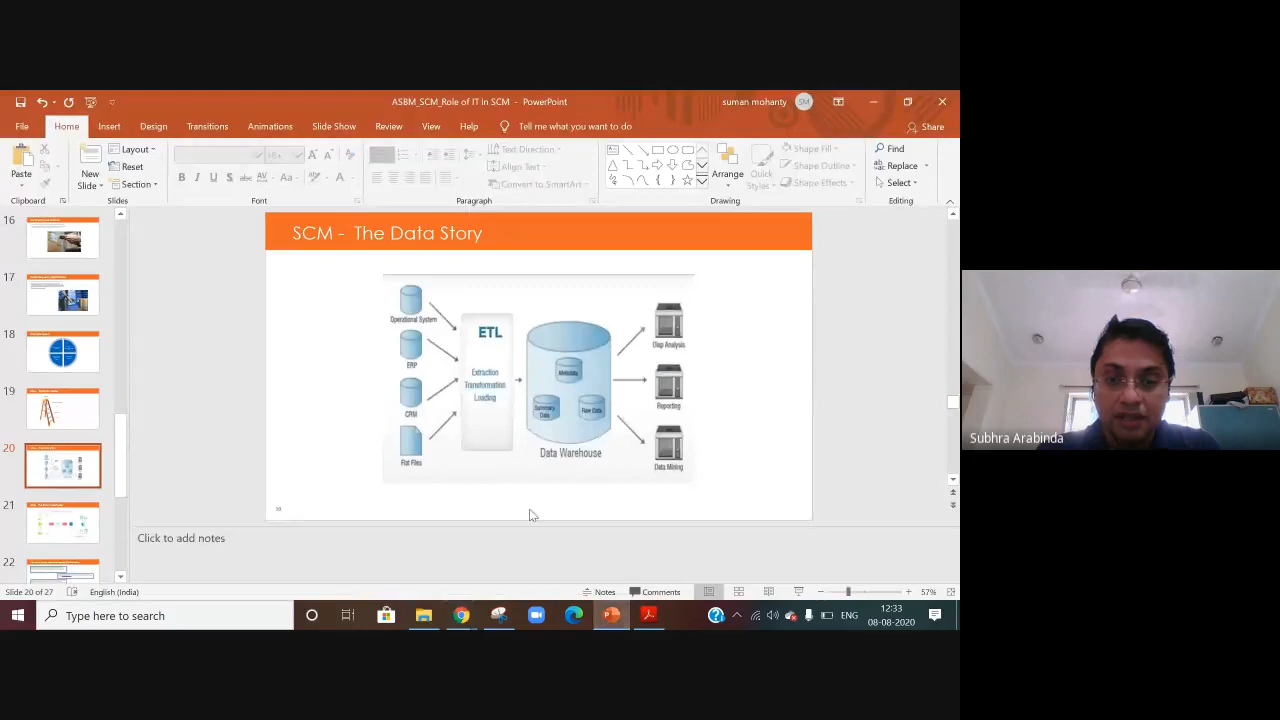 ASBM_SCM_Role of IT in SCM - PowerPoint
suman mohanty
SM
File Home Insert Design Transitions Animations Slide Show Review View Help Tell me what you want to do
Share
Paste
Clipboard
New Slide
Layout
Reset
Section
Slides
Font
Text Direction
Align Text
Convert to SmartArt
Paragraph
Arrange
Quick Styles
Shape Fill
Shape Outline
Shape Effects
Drawing
Find
Replace
Select
Editing
16
17
18
19
20
21
22
SCM - The Data Story
Operational System
ERP
CRM
Flat Files
ETL
Extraction
Transformation
Loading
Metadata
Summary
Data
Raw Data
Data Warehouse
Olap Analysis
Reporting
Data Mining
Click to add notes
Slide 20 of 27
English (India)
Notes
Comments
57%
Type here to search
ENG
12:33
08-08-2020
Subhra Arabinda